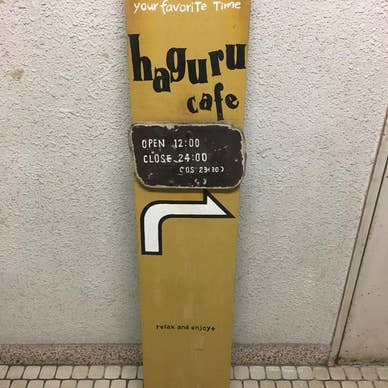 your favorite Time
haguru
cafe
OPEN 12:00
CLOSE 24:00
(OS 23:30)
relax and enjoy+